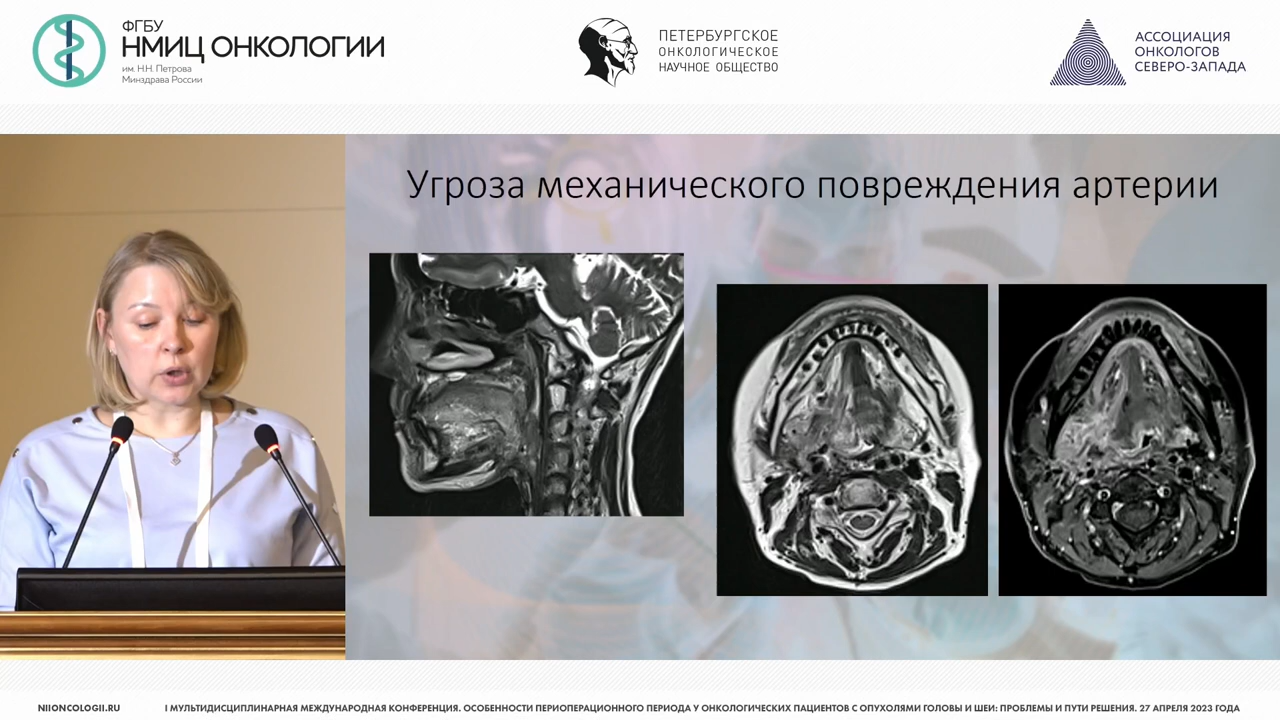 ФГБУ
НМИЦ ОНКОЛОГИИ
им. Н.Н. Петрова
Минздрава России
ПЕТЕРБУРГСКОЕ
ОНКОЛОГИЧЕСКОЕ
НАУЧНОЕ ОБЩЕСТВО
АССОЦИАЦИЯ
ОНКОЛОГОВ
СЕВЕРО-ЗАПАДА
Угроза механического повреждения артерии
NIIONCOLOGII.RU
I МУЛЬТИДИСЦИПЛИНАРНАЯ МЕЖДУНАРОДНАЯ КОНФЕРЕНЦИЯ. ОСОБЕННОСТИ ПЕРИОПЕРАЦИОННОГО ПЕРИОДА У ОНКОЛОГИЧЕСКИХ ПАЦИЕНТОВ С ОПУХОЛЯМИ ГОЛОВЫ И ШЕИ: ПРОБЛЕМЫ И ПУТИ РЕШЕНИЯ. 27 АПРЕЛЯ 2023 ГОДА